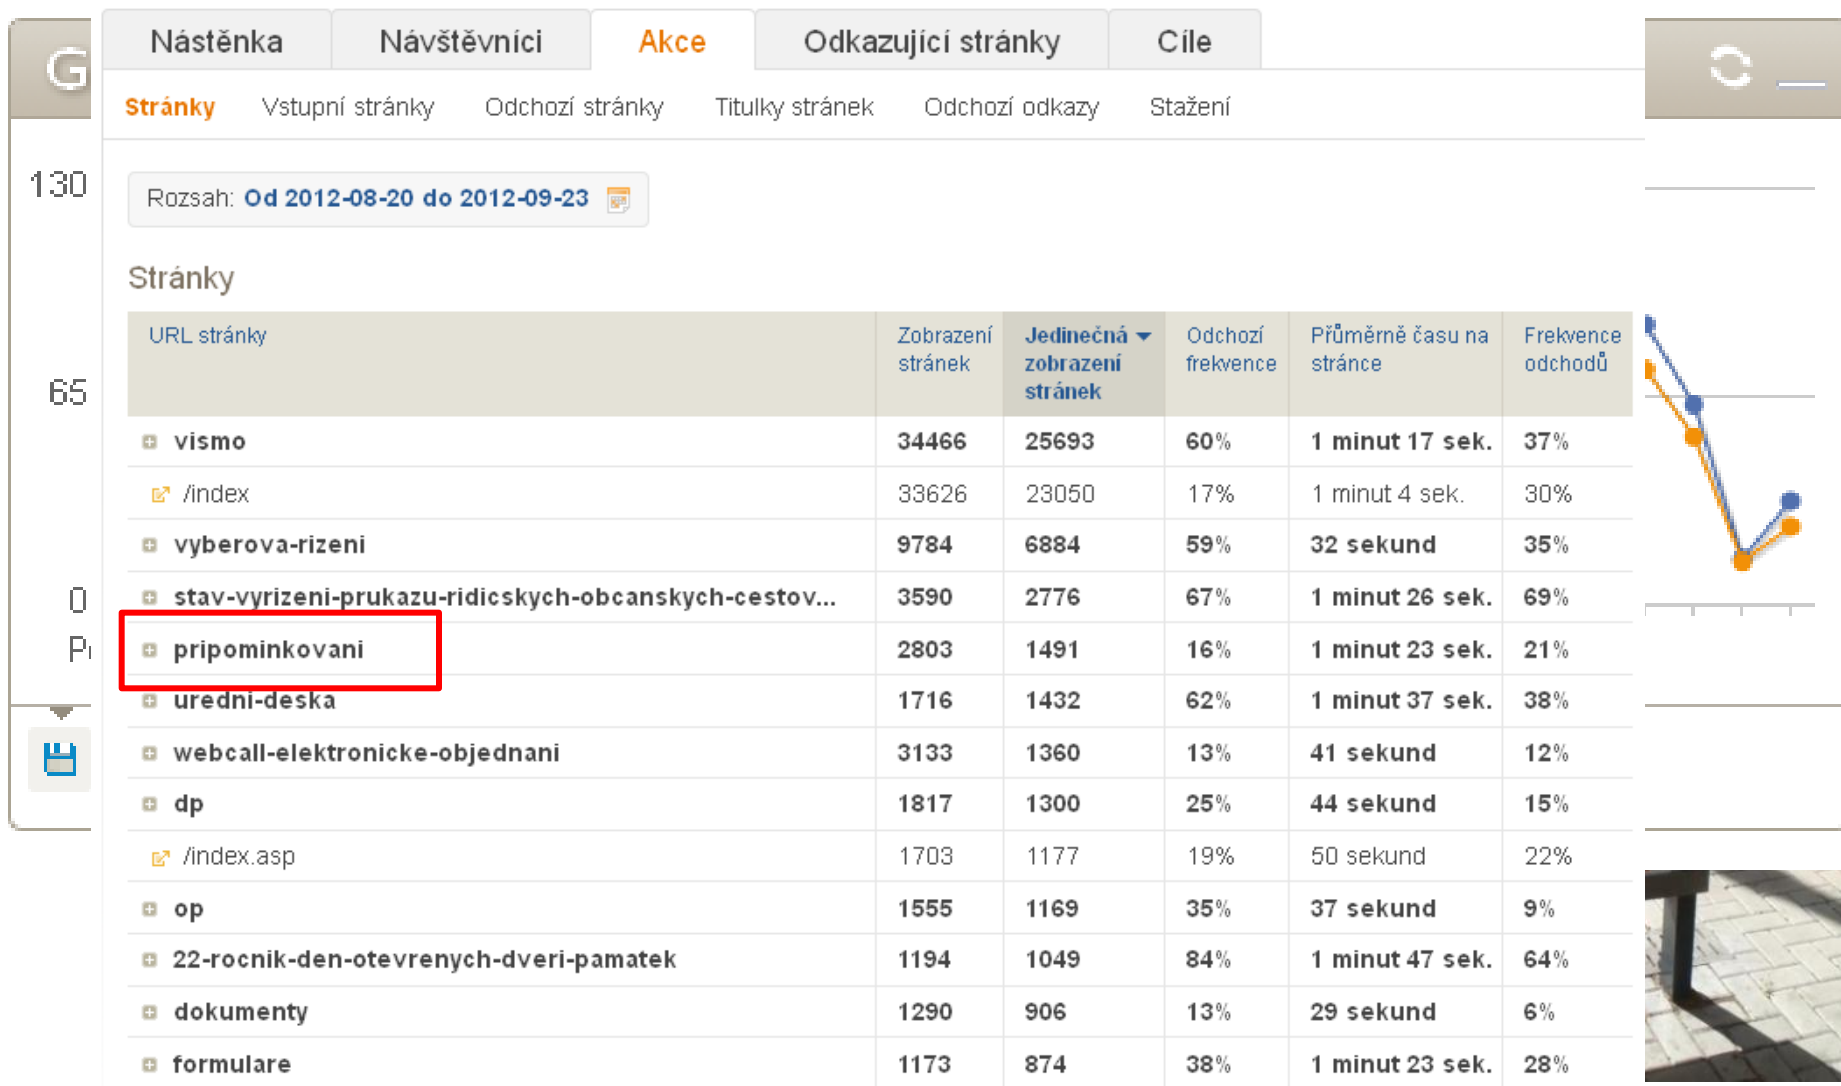 G
Nástěnka Návštěvníci Akce Odkazující stránky Cíle
Stránky Vstupní stránky Odchozí stránky Titulky stránek Odchozí odkazy Stažení
130
Rozsah: Od 2012-08-20 do 2012-09-23
Stránky
URL stránky Zobrazení stránek Jedinečná zobrazení stránek Odchozí frekvence Průměrně času na stránce Frekvence odchodů
65
vismo 34466 25693 60% 1 minut 17 sek. 37%
/index 33626 23050 17% 1 minut 4 sek. 30%
vyberova-rizeni 9784 6884 59% 32 sekund 35%
0
stav-vyrizeni-prukazu-ridicskych-obcanskych-cestov... 3590 2776 67% 1 minut 26 sek. 69%
pripominkovani 2803 1491 16% 1 minut 23 sek. 21%
uredni-deska 1716 1432 62% 1 minut 37 sek. 38%
webcall-elektronicke-objednani 3133 1360 13% 41 sekund 12%
dp 1817 1300 25% 44 sekund 15%
/index.asp 1703 1177 19% 50 sekund 22%
op 1555 1169 35% 37 sekund 9%
22-rocnik-den-otevrenych-dveri-pamatek 1194 1049 84% 1 minut 47 sek. 64%
dokumenty 1290 906 13% 29 sekund 6%
formulare 1173 874 38% 1 minut 23 sek. 28%